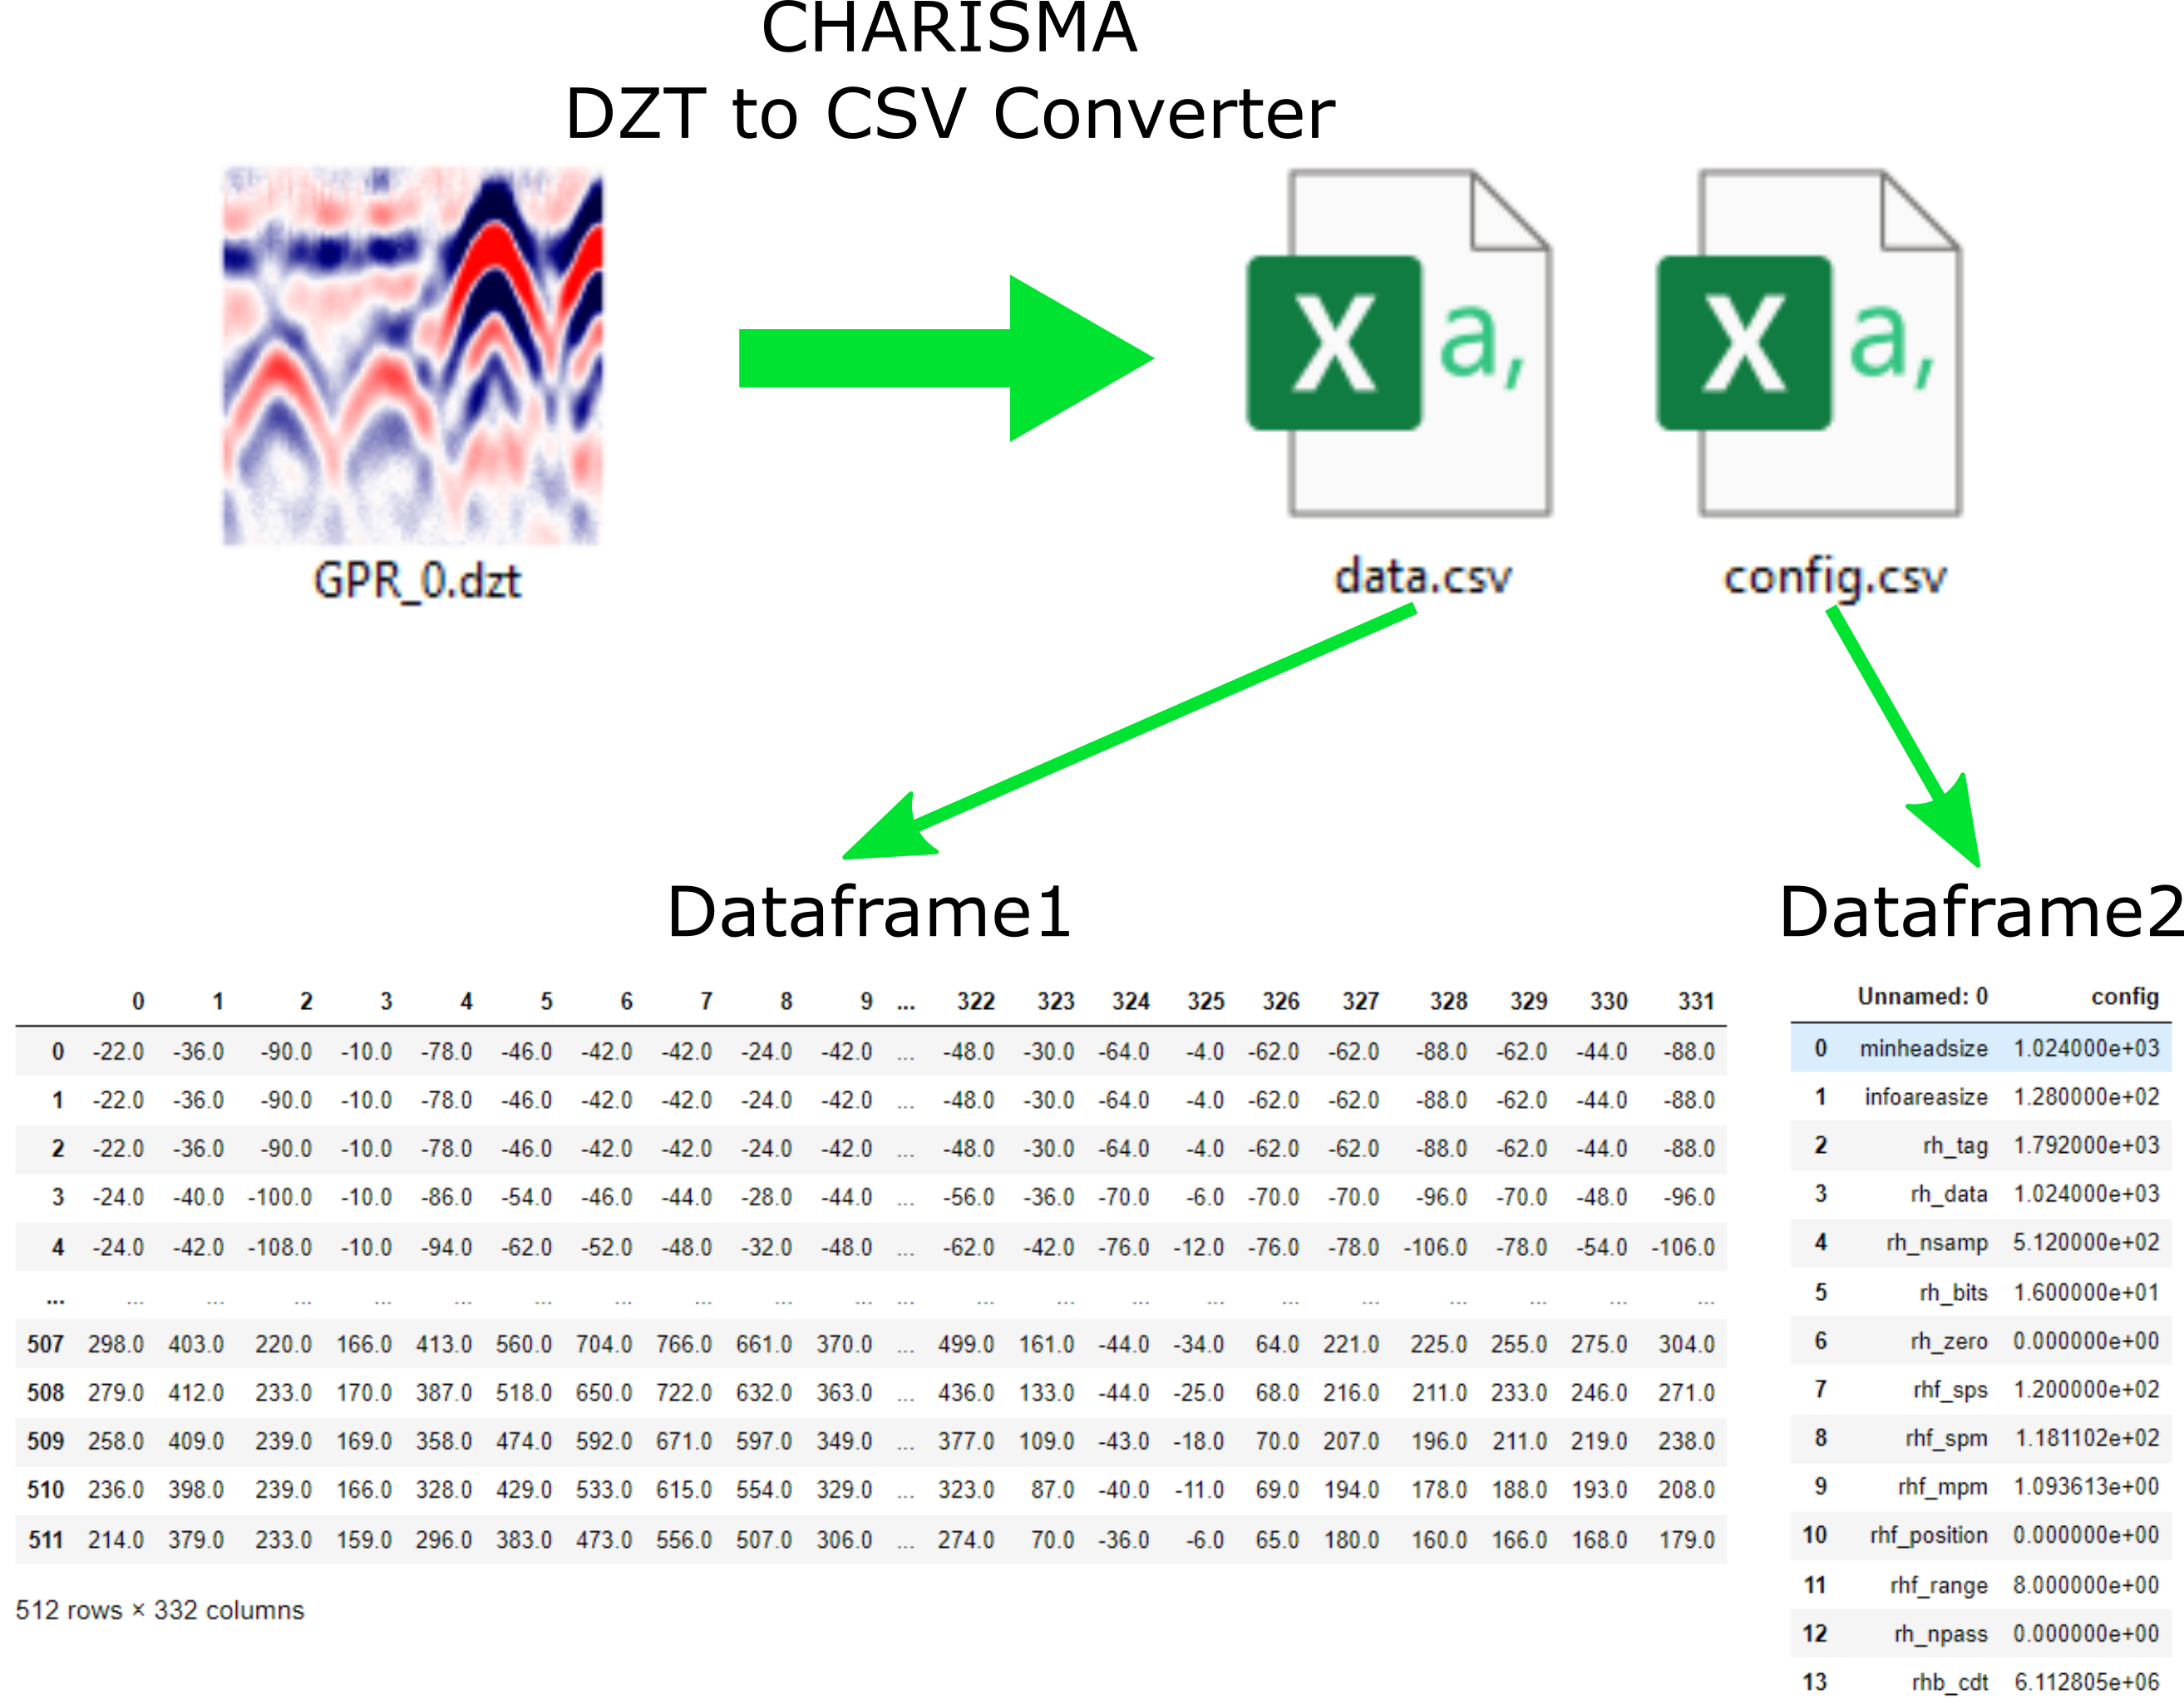 CHARISMA
DZT to CSV Converter
X a,
X a,
GPR_0.dzt
data.csv
config.csv
Dataframe1
0 1 2 3 4 5 6 7 8 9 ... 322 323 324 325 326 327 328 329 330 331
0 -22.0 -36.0 -90.0 -10.0 -78.0 -46.0 -42.0 -42.0 -24.0 -42.0 ... -48.0 -30.0 -64.0 -4.0 -62.0 -62.0 -88.0 -62.0 -44.0 -88.0
1 -22.0 -36.0 -90.0 -10.0 -78.0 -46.0 -42.0 -42.0 -24.0 -42.0 ... -48.0 -30.0 -64.0 -4.0 -62.0 -62.0 -88.0 -62.0 -44.0 -88.0
2 -22.0 -36.0 -90.0 -10.0 -78.0 -46.0 -42.0 -42.0 -24.0 -42.0 ... -48.0 -30.0 -64.0 -4.0 -62.0 -62.0 -88.0 -62.0 -44.0 -88.0
3 -24.0 -40.0 -100.0 -10.0 -86.0 -54.0 -46.0 -44.0 -28.0 -44.0 ... -56.0 -36.0 -70.0 -6.0 -70.0 -70.0 -96.0 -70.0 -48.0 -96.0
4 -24.0 -42.0 -108.0 -10.0 -94.0 -62.0 -52.0 -48.0 -32.0 -48.0 ... -62.0 -42.0 -76.0 -12.0 -76.0 -78.0 -106.0 -78.0 -54.0 -106.0
... ... ... ... ... ... ... ... ... ... ... ... ... ... ... ... ... ... ... ... ... ...
507 298.0 403.0 220.0 166.0 413.0 560.0 704.0 766.0 661.0 370.0 ... 499.0 161.0 -44.0 -34.0 64.0 221.0 225.0 255.0 275.0 304.0
508 279.0 412.0 233.0 170.0 387.0 518.0 650.0 722.0 632.0 363.0 ... 436.0 133.0 -44.0 -25.0 68.0 216.0 211.0 233.0 246.0 271.0
509 258.0 409.0 239.0 169.0 358.0 474.0 592.0 671.0 597.0 349.0 ... 377.0 109.0 -43.0 -18.0 70.0 207.0 196.0 211.0 219.0 238.0
510 236.0 398.0 239.0 166.0 328.0 429.0 533.0 615.0 554.0 329.0 ... 323.0 87.0 -40.0 -11.0 69.0 194.0 178.0 188.0 193.0 208.0
511 214.0 379.0 233.0 159.0 296.0 383.0 473.0 556.0 507.0 306.0 ... 274.0 70.0 -36.0 -6.0 65.0 180.0 160.0 166.0 168.0 179.0
512 rows × 332 columns
Dataframe2
Unnamed: 0 config
0 minheadsize 1.024000e+03
1 infoareasize 1.280000e+02
2 rh_tag 1.792000e+03
3 rh_data 1.024000e+03
4 rh_nsamp 5.120000e+02
5 rh_bits 1.600000e+01
6 rh_zero 0.000000e+00
7 rhf_sps 1.200000e+02
8 rhf_spm 1.181102e+02
9 rhf_mpm 1.093613e+00
10 rhf_position 0.000000e+00
11 rhf_range 8.000000e+00
12 rh_npass 0.000000e+00
13 rhb_cdt 6.112805e+06